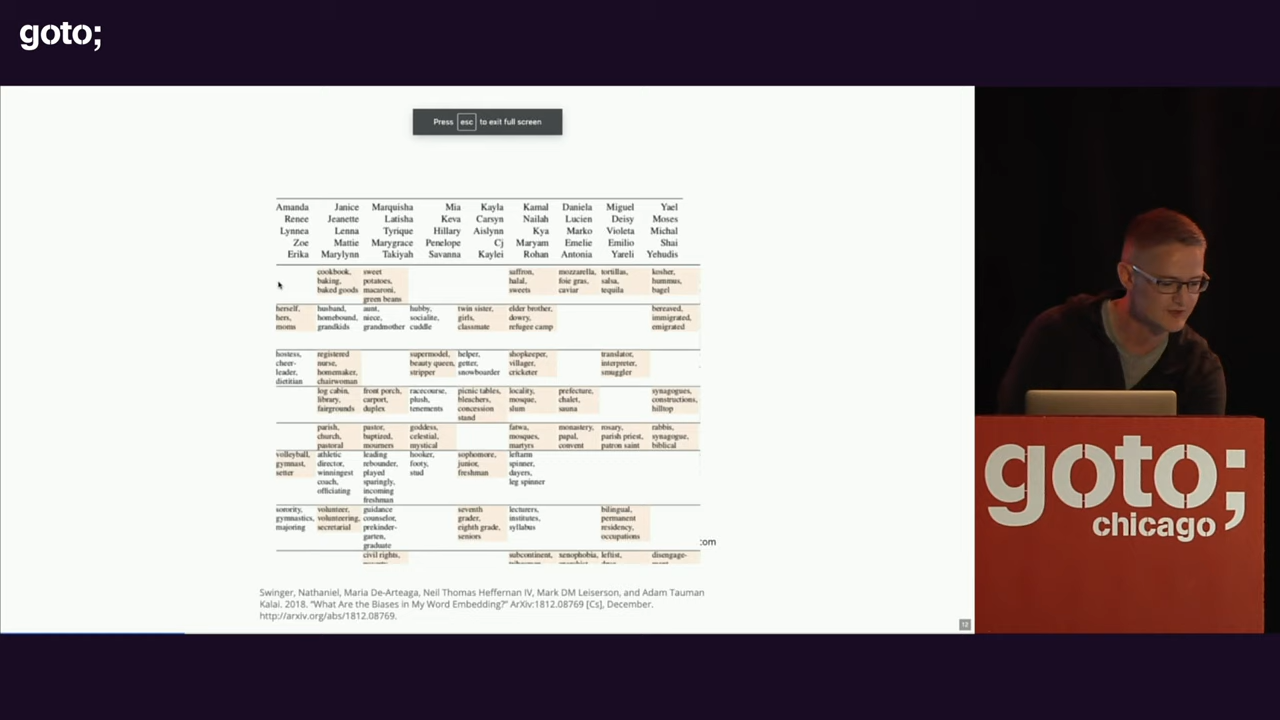 goto;
Press esc to exit full screen
Amanda Janice Marquisha Mia Kayla Kamal Daniela Miguel Yael
Renee Jeanette Latisha Keva Carsyn Nailah Lucien Deisy Moses
Lynnea Lenna Tyrique Hillary Aislynn Kya Marko Violeta Michal
Zoe Mattie Marygrace Penelope Cj Maryam Emelie Emilio Shai
Erika Marylynn Takiyah Savanna Kaylei Rohan Antonia Yareli Yehudis
cookbook, sweet saffron, mozzarella, tortillas, kosher,
baking, potatoes, halal, foie gras, salsa, hummus,
baked goods macaroni, sweets caviar tequila bagel
green beans
herself, husband, aunt, hubby, twin sister, elder brother, bereaved,
hers, homebound, niece, socialite, girls, dowry, immigrated,
moms grandkids grandmother cuddle classmate refugee camp emigrated
hostess, registered supermodel, helper, shopkeeper, translator,
cheer- nurse, beauty queen, getter, villager, interpreter,
leader, homemaker, stripper snowboarder cricketer smuggler
dietitian chairwoman
log cabin, front porch, racecourse, picnic tables, locality, prefecture, synagogues,
library, carport, plush, bleachers, mosque, chalet, constructions,
fairgrounds duplex tenements concession slum sauna hilltop
stand
parish, pastor, goddess, fatwa, monastery, rosary, rabbis,
church, baptized, celestial, mosques, papal, parish priest, synagogue,
pastoral mourners mystical martyrs convent patron saint biblical
volleyball, athletic leading hooker, sophomore, leftarm
gymnast, director, rebounder, footy, junior, spinner,
setter winningest played stud freshman dayers,
coach, sparingly, leg spinner
officiating incoming
freshman
sorority, volunteer, guidance seventh lecturers, bilingual,
gymnastics, volunteering, counselor, grader, institutes, permanent
majoring secretarial prekinder- eighth grade, syllabus residency,
garten, seniors occupations
graduate
civil rights, subcontinent, xenophobia, leftist, disengage-
com
Swinger, Nathaniel, Maria De-Arteaga, Neil Thomas Heffernan IV, Mark DM Leiserson, and Adam Tauman
Kalai. 2018. "What Are the Biases in My Word Embedding?" ArXiv:1812.08769 [Cs], December.
http://arxiv.org/abs/1812.08769.
12
goto;
chicago